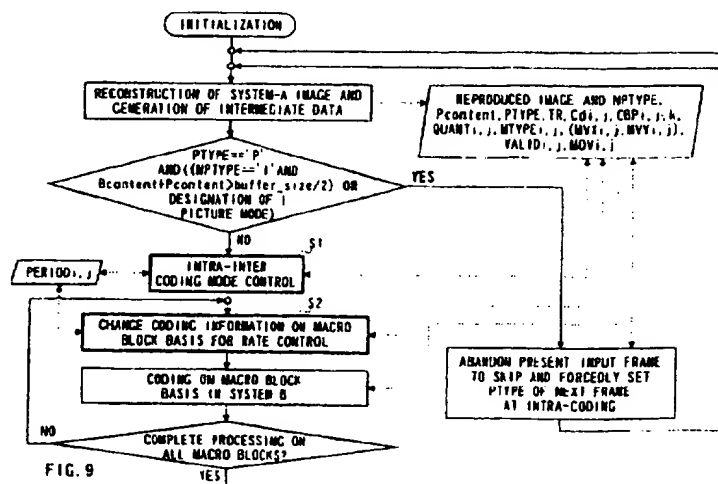 INITIALIZATION
RECONSTRUCTION OF SYSTEM-A IMAGE AND
GENERATION OF INTERMEDIATE DATA
REPRODUCED IMAGE AND NPTYPE,
Pcontent, PTYPE, TR, Cdi, j, CBPi, j, k,
QUANTi, j, MTYPEi, j, (MVXi, j, MVYi, j),
VALIDi, j, MDVi, j
PTYPE=='P'
AND((NPTYPE=='I' AND
Bcontent+Pcontent>buffer_size/2) OR
DESIGNATION OF I
PICTURE MODE)
YES
NO
S1
INTRA-INTER
CODING MODE CONTROL
PERIODi, j
S2
CHANGE CODING INFORMATION ON MACRO
BLOCK BASIS FOR RATE CONTROL
CODING ON MACRO BLOCK
BASIS IN SYSTEM B
ABANDON PRESENT INPUT FRAME
TO SKIP AND FORCEDLY SET
PTYPE OF NEXT FRAME
AT INTRA-CODING
NO
COMPLETE PROCESSING ON
ALL MACRO BLOCKS?
YES
FIG. 9